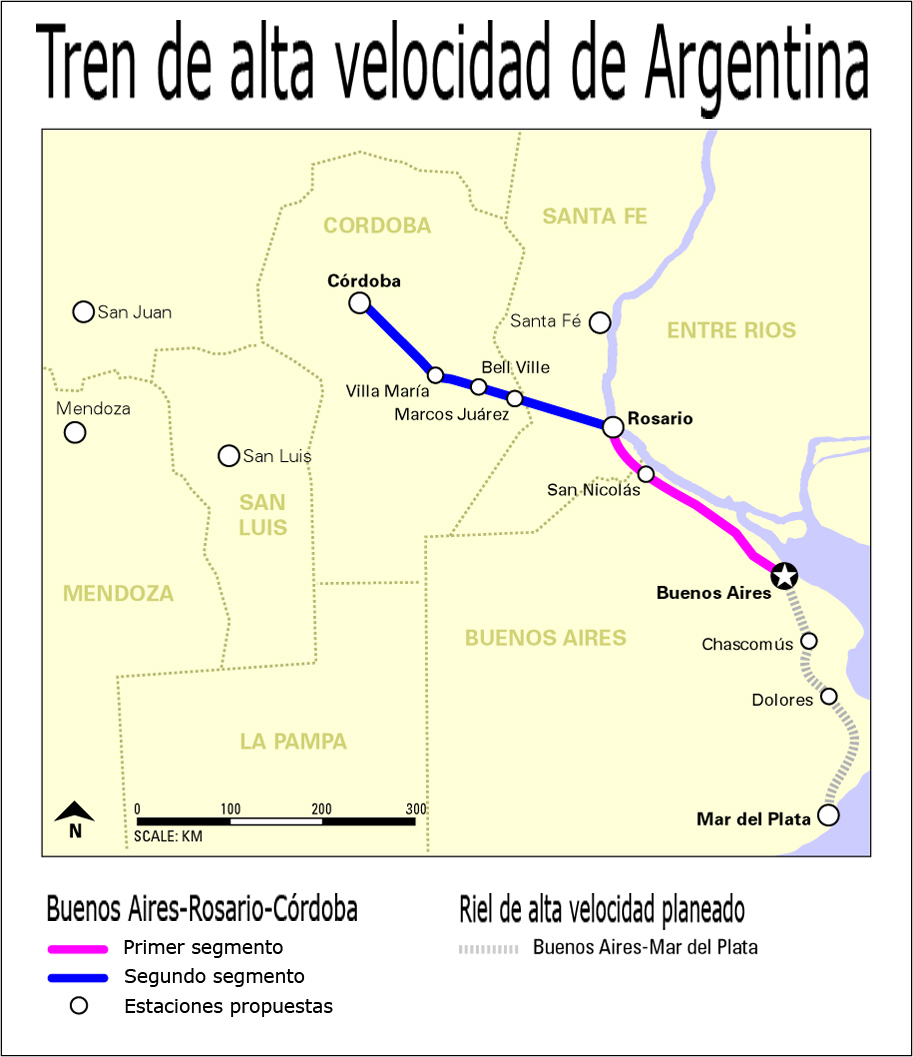 Tren de alta velocidad de Argentina
CORDOBA
SANTA FE
Córdoba
San Juan
Santa Fé
ENTRE RIOS
Bell Ville
Villa María
Marcos Juárez
Mendoza
Rosario
San Luis
San Nicolás
SAN
LUIS
MENDOZA
Buenos Aires
BUENOS AIRES
Chascomús
Dolores
LA PAMPA
0 100 200 300
SCALE: KM
N
Mar del Plata
Buenos Aires-Rosario-Córdoba
Primer segmento
Segundo segmento
Estaciones propuestas
Riel de alta velocidad planeado
Buenos Aires-Mar del Plata